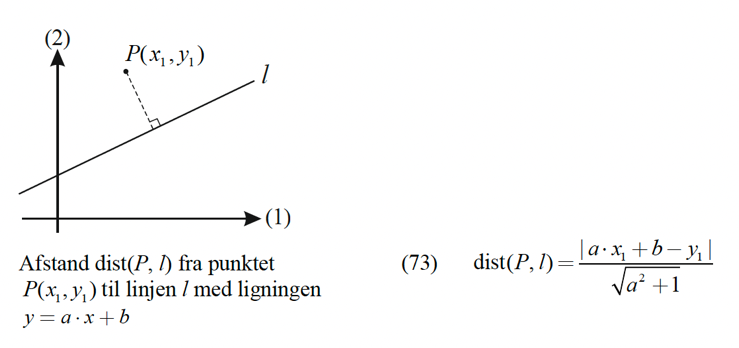 (2)
P(x₁, y₁)
l
(1)
Afstand dist(P, l) fra punktet
P(x₁, y₁) til linjen l med ligningen
y = a · x + b
(73) dist(P, l) = |a · x₁ + b − y₁| / √(a² + 1)